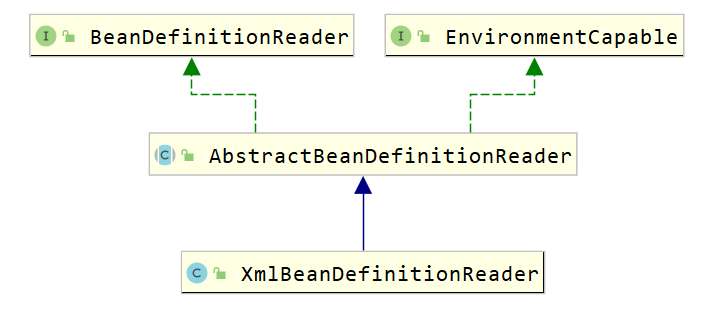 I BeanDefinitionReader
I EnvironmentCapable
C AbstractBeanDefinitionReader
C XmlBeanDefinitionReader